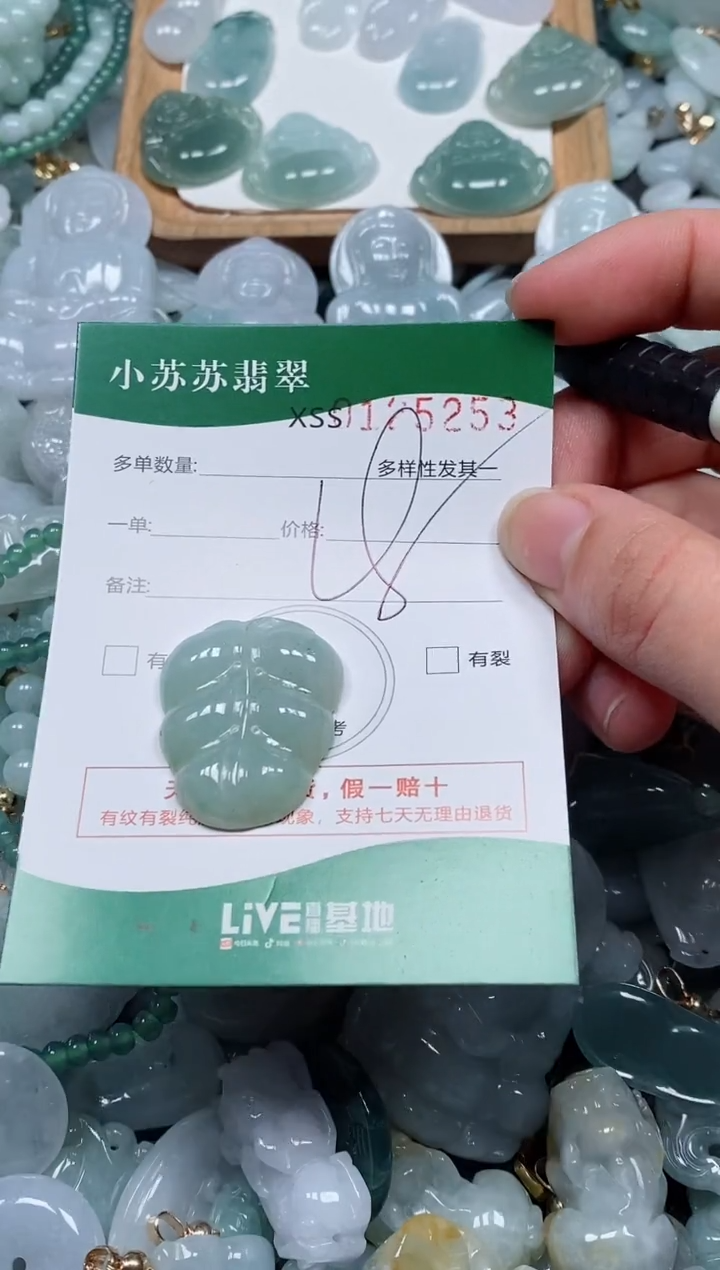 小苏苏翡翠
XSS0125253
多单数量: 多样性发其一
一单: 价格:
备注:
有 有裂
考
，假一赔十
有纹有裂 现象，支持七天无理由退货
LiVE 基地